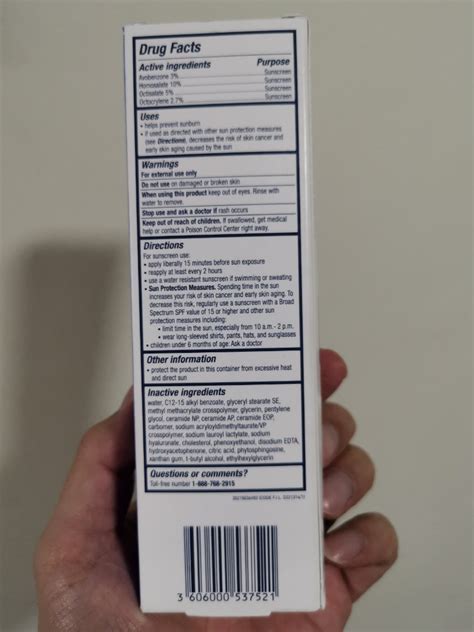 Drug Facts
Active ingredients Purpose
Avobenzone 3% Sunscreen
Homosalate 10% Sunscreen
Octisalate 5% Sunscreen
Octocrylene 2.7% Sunscreen
Uses
• helps prevent sunburn
• if used as directed with other sun protection measures
(see Directions), decreases the risk of skin cancer and
early skin aging caused by the sun
Warnings
For external use only
Do not use on damaged or broken skin
When using this product keep out of eyes. Rinse with
water to remove.
Stop use and ask a doctor if rash occurs
Keep out of reach of children. If swallowed, get medical
help or contact a Poison Control Center right away.
Directions
For sunscreen use:
• apply liberally 15 minutes before sun exposure
• reapply at least every 2 hours
• use a water resistant sunscreen if swimming or sweating
• Sun Protection Measures. Spending time in the sun
increases your risk of skin cancer and early skin aging. To
decrease this risk, regularly use a sunscreen with a Broad
Spectrum SPF value of 15 or higher and other sun
protection measures including:
• limit time in the sun, especially from 10 a.m. - 2 p.m.
• wear long-sleeved shirts, pants, hats, and sunglasses
• children under 6 months of age: Ask a doctor
Other information
• protect the product in this container from excessive heat
and direct sun
Inactive ingredients
water, C12-15 alkyl benzoate, glyceryl stearate SE,
methyl methacrylate crosspolymer, glycerin, pentylene
glycol, ceramide NP, ceramide AP, ceramide EOP,
carbomer, sodium acryloyldimethyltaurate/VP
crosspolymer, sodium lauroyl lactylate, sodium
hyaluronate, cholesterol, phenoxyethanol, disodium EDTA,
hydroxyacetophenone, citric acid, phytosphingosine,
xanthan gum, t-butyl alcohol, ethylhexylglycerin
Questions or comments?
Toll-free number 1-888-768-2915
3 606000 537521